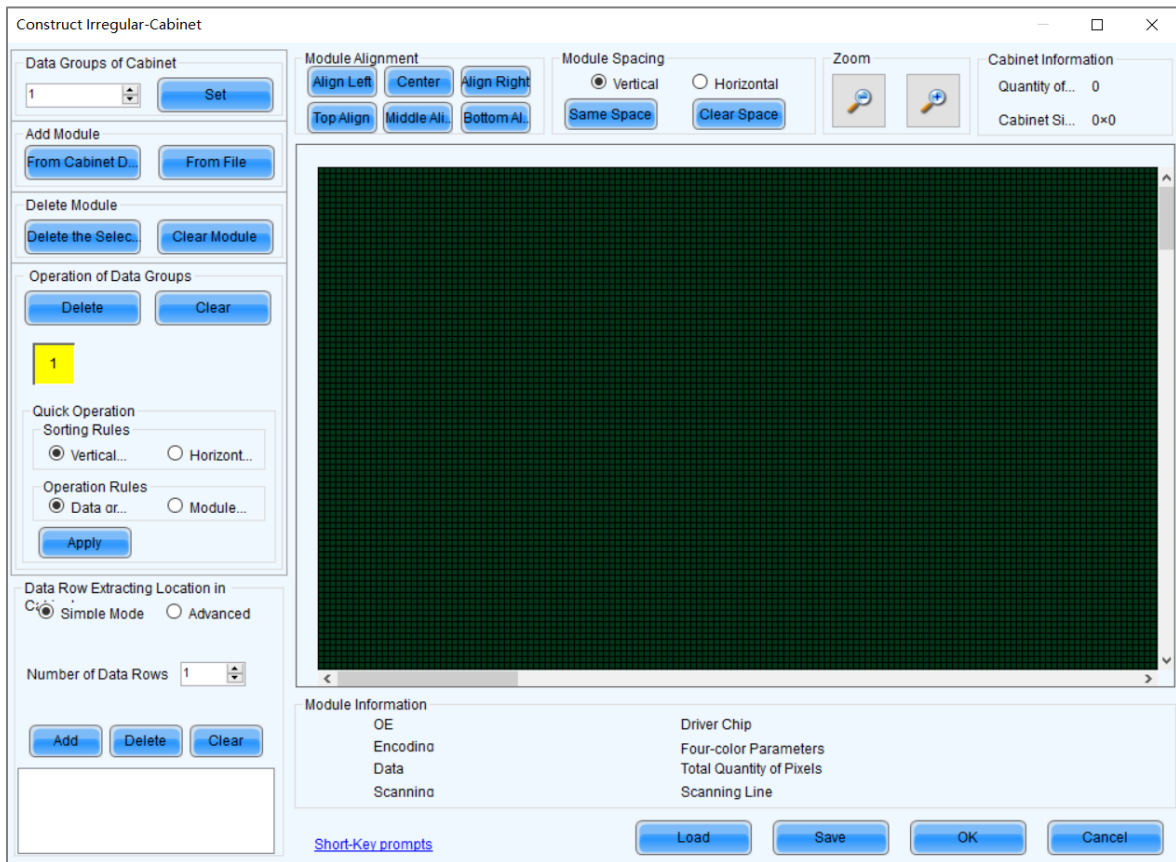 Construct Irregular-Cabinet
Data Groups of Cabinet
1
Set
Add Module
From Cabinet D...
From File
Delete Module
Delete the Selec...
Clear Module
Operation of Data Groups
Delete
Clear
1
Quick Operation
Sorting Rules
Vertical...
Horizont...
Operation Rules
Data gr...
Module...
Apply
Data Row Extracting Location in
Simple Mode
Advanced
Number of Data Rows
1
Add
Delete
Clear
Module Alignment
Align Left
Center
Align Right
Top Align
Middle Ali..
Bottom Al..
Module Spacing
Vertical
Horizontal
Same Space
Clear Space
Zoom
Cabinet Information
Quantity of...
0
Cabinet Si...
0×0
Module Information
OE
Driver Chip
Encoding
Four-color Parameters
Data
Total Quantity of Pixels
Scanning
Scanning Line
Short-Key prompts
Load
Save
OK
Cancel